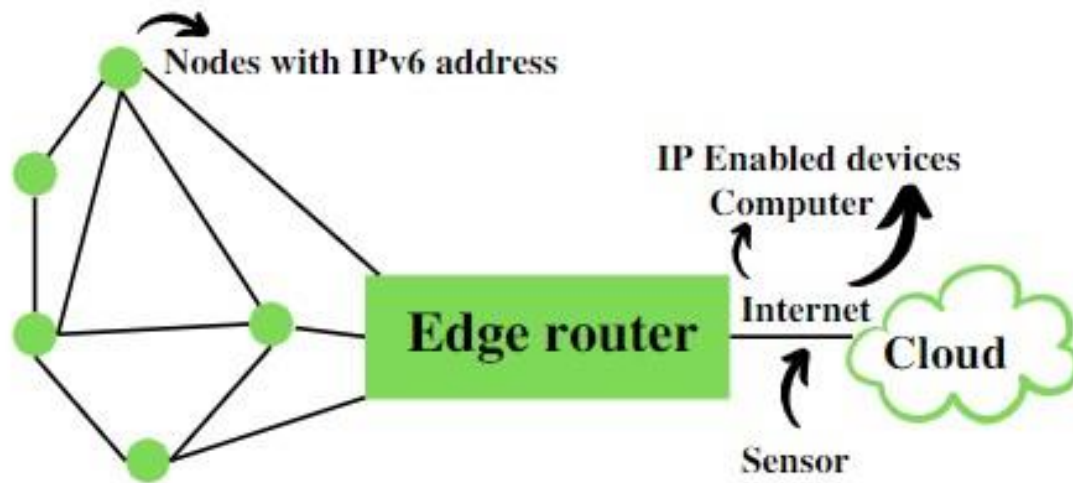 Nodes with IPv6 address
IP Enabled devices
Computer
Internet
Edge router
Cloud
Sensor